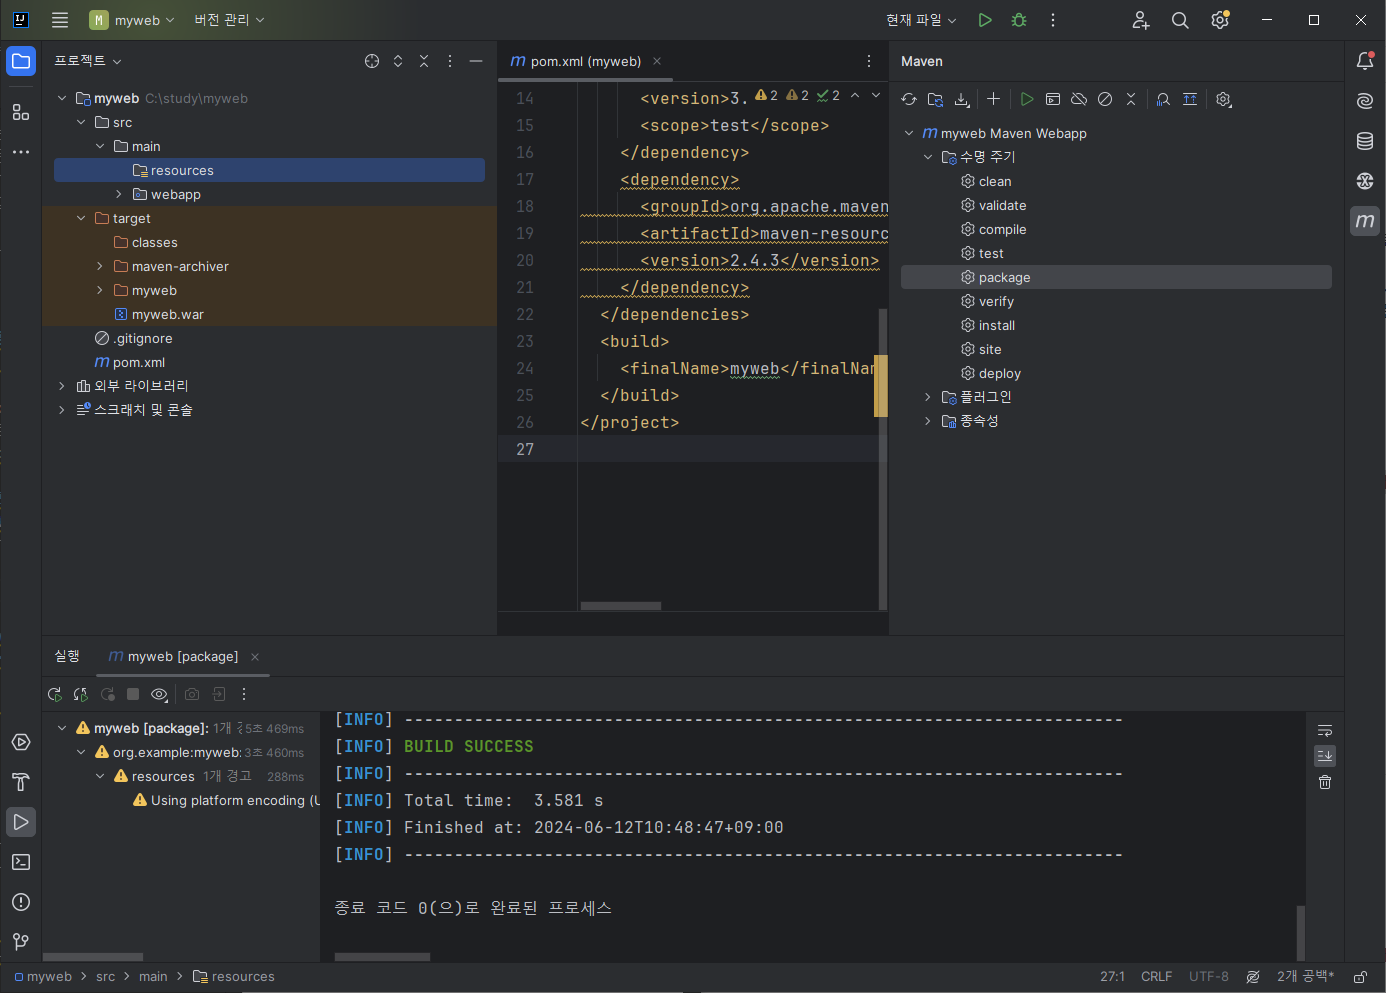 M myweb 버전 관리 현재 파일
프로젝트
myweb C:\study\myweb
src
main
resources
webapp
target
classes
maven-archiver
myweb
myweb.war
.gitignore
m pom.xml
외부 라이브러리
스크래치 및 콘솔
m pom.xml (myweb)
2 2 2
14 <version>3.
15 <scope>test</scope>
16 </dependency>
17 <dependency>
18 <groupId>org.apache.maven
19 <artifactId>maven-resourc
20 <version>2.4.3</version>
21 </dependency>
22 </dependencies>
23 <build>
24 <finalName>myweb</finalNam
25 </build>
26 </project>
27
Maven
m myweb Maven Webapp
수명 주기
clean
validate
compile
test
package
verify
install
site
deploy
플러그인
종속성
m
실행 m myweb [package]
myweb [package]: 1개 경 5초 469ms
org.example:myweb: 3초 460ms
resources 1개 경고 288ms
Using platform encoding (U
[INFO] ------------------------------------------------------------------------
[INFO] BUILD SUCCESS
[INFO] ------------------------------------------------------------------------
[INFO] Total time:  3.581 s
[INFO] Finished at: 2024-06-12T10:48:47+09:00
[INFO] ------------------------------------------------------------------------
종료 코드 0(으)로 완료된 프로세스
myweb > src > main > resources
27:1 CRLF UTF-8 2개 공백*